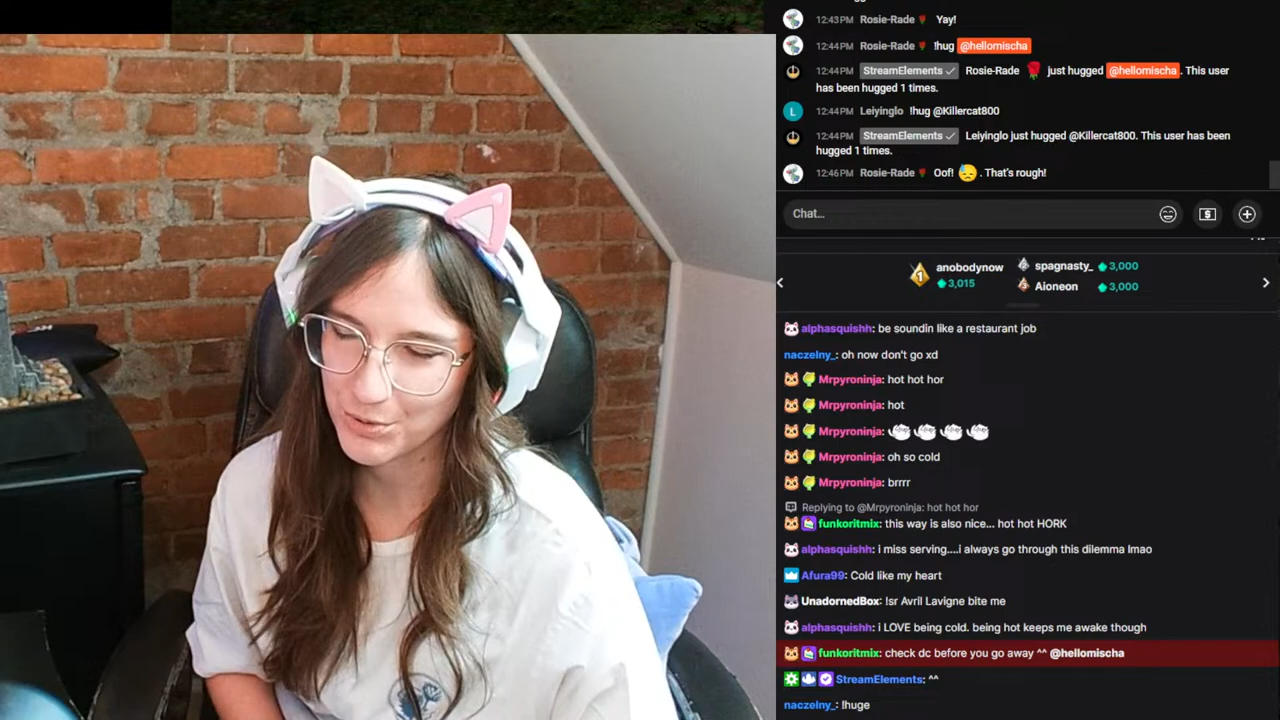 12:43PM Rosie-Rade Yay!
12:44PM Rosie-Rade !hug @hellomischa
12:44PM StreamElements Rosie-Rade just hugged @hellomischa. This user
has been hugged 1 times.
L 12:44PM Leiyinglo !hug @Killercat800
12:44PM StreamElements Leiyinglo just hugged @Killercat800. This user has been
hugged 1 times.
12:46PM Rosie-Rade Oof! . That's rough!
Chat...
1 anobodynow 3,015
spagnasty_ 3,000
Aioneon 3,000
alphasquishh: be soundin like a restaurant job
naczelny_: oh now don't go xd
Mrpyroninja: hot hot hor
Mrpyroninja: hot
Mrpyroninja:
Mrpyroninja: oh so cold
Mrpyroninja: brrrr
Replying to @Mrpyroninja: hot hot hor
funkoritmix: this way is also nice... hot hot HORK
alphasquishh: i miss serving....i always go through this dilemma lmao
Afura99: Cold like my heart
UnadornedBox: !sr Avril Lavigne bite me
alphasquishh: i LOVE being cold. being hot keeps me awake though
funkoritmix: check dc before you go away ^^ @hellomischa
StreamElements: ^^
naczelny_: !huge